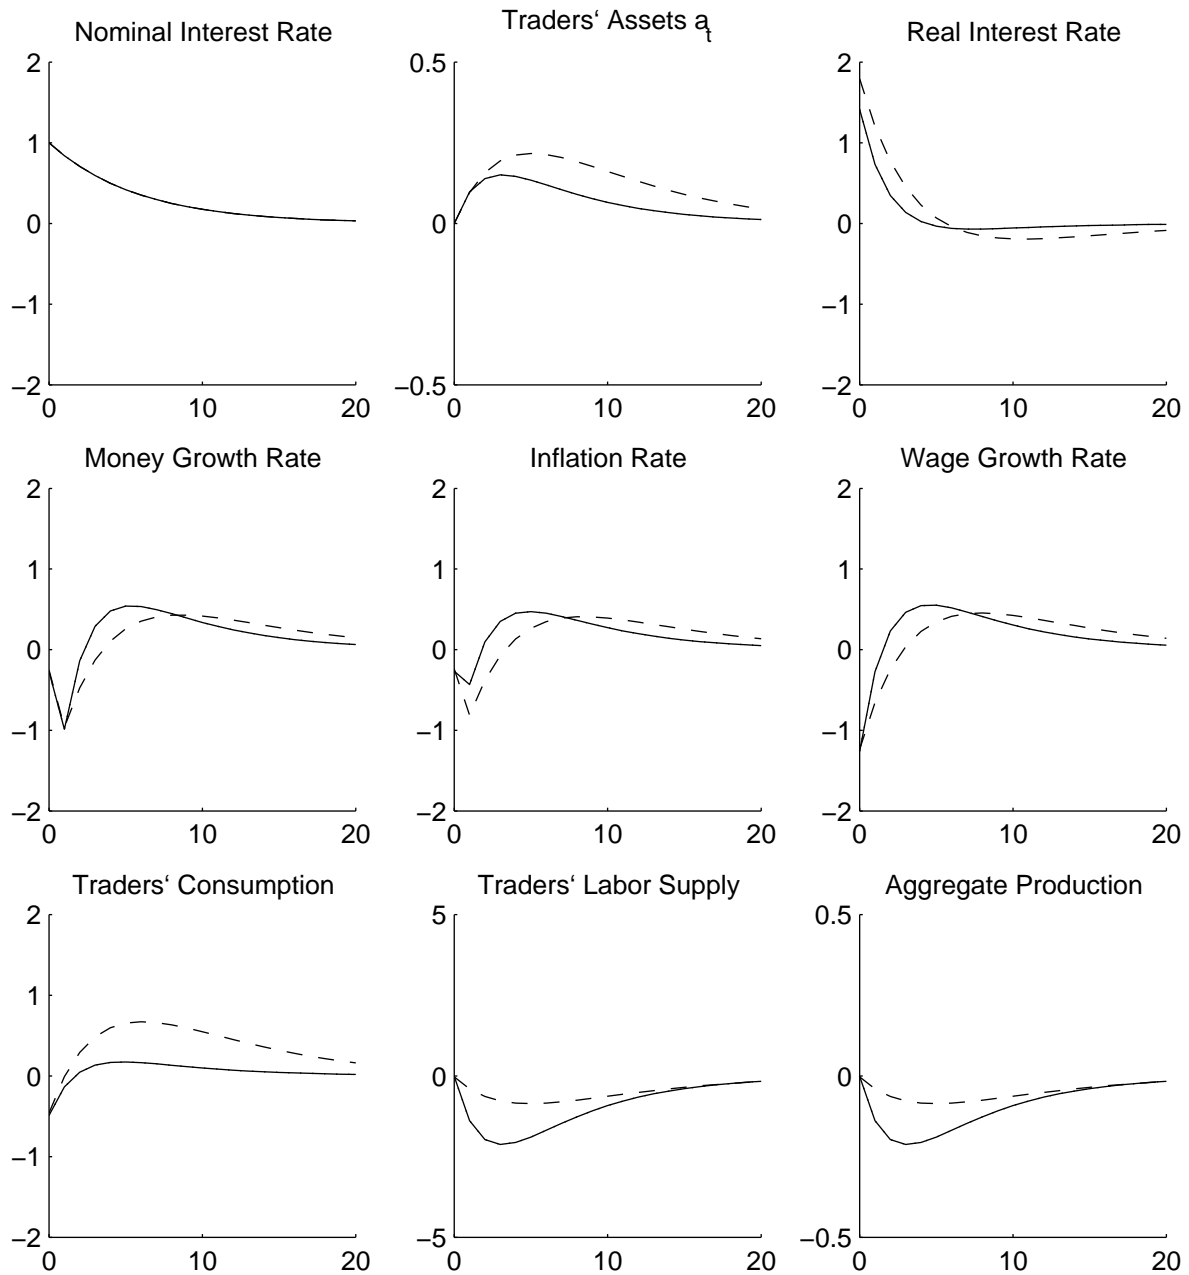 Nominal Interest Rate
2
1
0
−1
−2
0 10 20
Traders‘ Assets at
0.5
0
−0.5
0 10 20
Real Interest Rate
2
1
0
−1
−2
0 10 20
Money Growth Rate
2
1
0
−1
−2
0 10 20
Inflation Rate
2
1
0
−1
−2
0 10 20
Wage Growth Rate
2
1
0
−1
−2
0 10 20
Traders‘ Consumption
2
1
0
−1
−2
0 10 20
Traders‘ Labor Supply
5
0
−5
0 10 20
Aggregate Production
0.5
0
−0.5
0 10 20